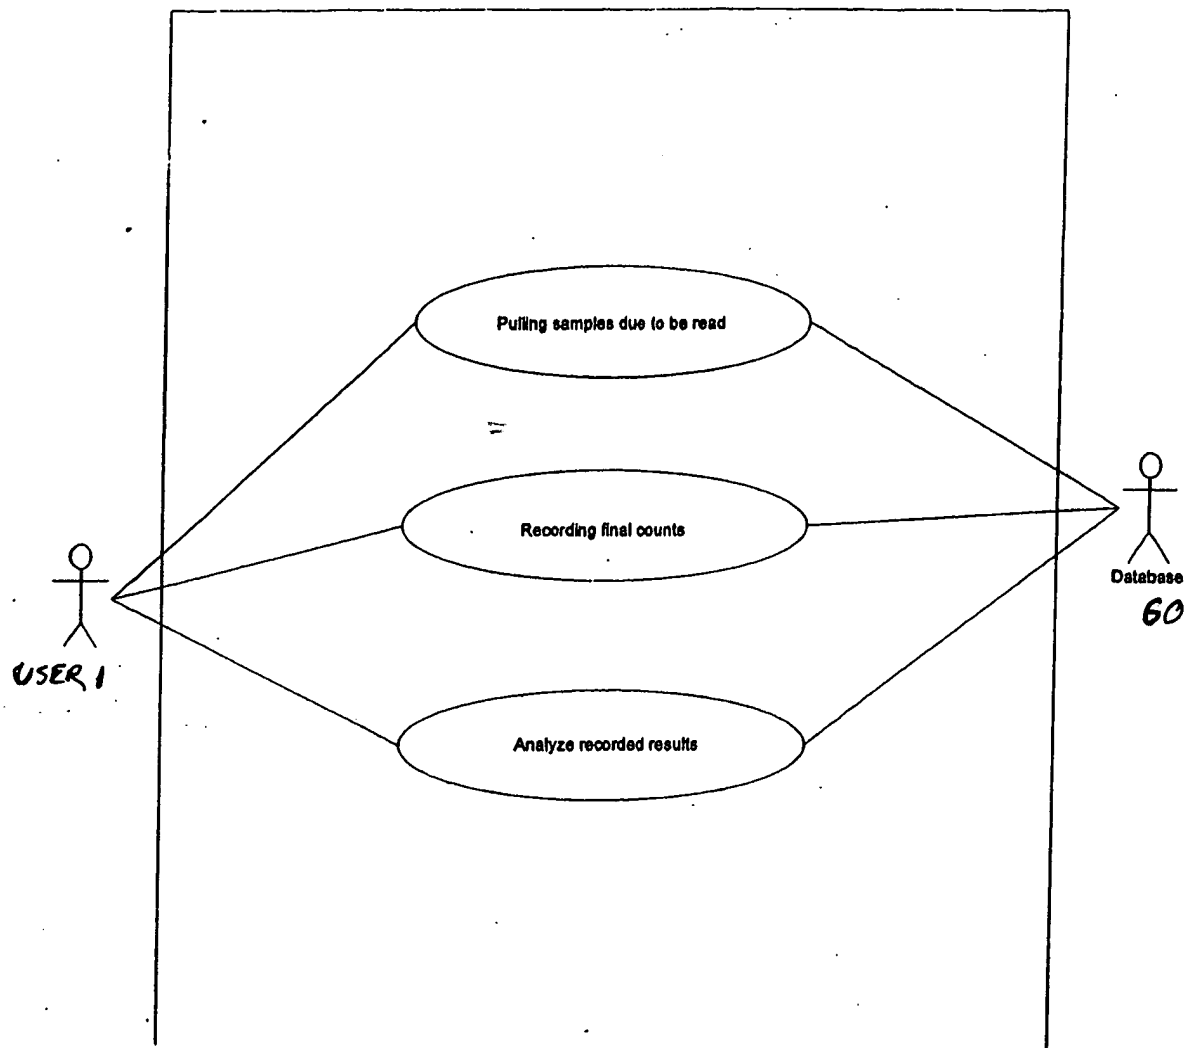 Pulling samples due to be read
Recording final counts
Database
60
USER 1
Analyze recorded results